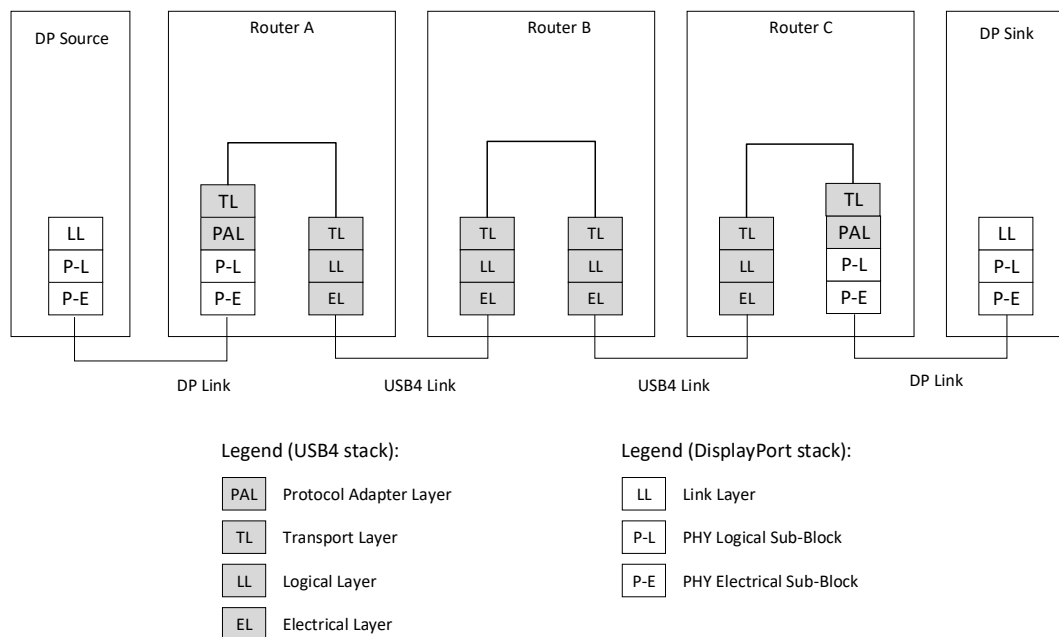 DP Source
Router A
Router B
Router C
DP Sink
TL
TL
LL
PAL
TL
TL
TL
TL
PAL
LL
P-L
P-L
LL
LL
LL
LL
P-L
P-L
P-E
P-E
EL
EL
EL
EL
P-E
P-E
DP Link
USB4 Link
USB4 Link
DP Link
Legend (USB4 stack):
PAL Protocol Adapter Layer
TL Transport Layer
LL Logical Layer
EL Electrical Layer
Legend (DisplayPort stack):
LL Link Layer
P-L PHY Logical Sub-Block
P-E PHY Electrical Sub-Block